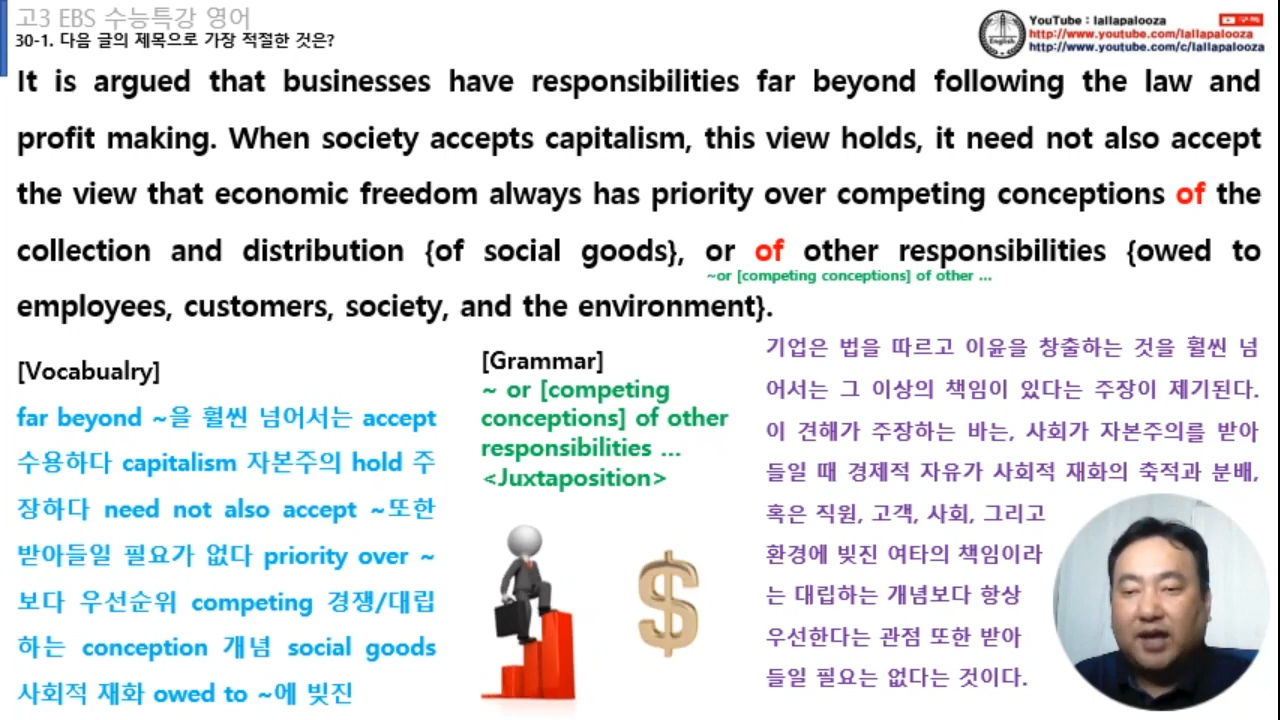 고3 EBS 수능특강 영어
30-1. 다음 글의 제목으로 가장 적절한 것은?
YouTube : lallapalooza
구독
http://www.youtube.com/lallapalooza
http://www.youtube.com/c/lallapalooza
English
It is argued that businesses have responsibilities far beyond following the law and
profit making. When society accepts capitalism, this view holds, it need not also accept
the view that economic freedom always has priority over competing conceptions of the
collection and distribution {of social goods}, or of other responsibilities {owed to
~or [competing conceptions] of other ...
employees, customers, society, and the environment}.
[Vocabualry]
far beyond ~을 훨씬 넘어서는 accept
수용하다 capitalism 자본주의 hold 주
장하다 need not also accept ~또한
받아들일 필요가 없다 priority over ~
보다 우선순위 competing 경쟁/대립
하는 conception 개념 social goods
사회적 재화 owed to ~에 빚진
[Grammar]
~ or [competing
conceptions] of other
responsibilities ...
<Juxtaposition>
기업은 법을 따르고 이윤을 창출하는 것을 훨씬 넘
어서는 그 이상의 책임이 있다는 주장이 제기된다.
이 견해가 주장하는 바는, 사회가 자본주의를 받아
들일 때 경제적 자유가 사회적 재화의 축적과 분배,
혹은 직원, 고객, 사회, 그리고
환경에 빚진 여타의 책임이라
는 대립하는 개념보다 항상
우선한다는 관점 또한 받아
들일 필요는 없다는 것이다.